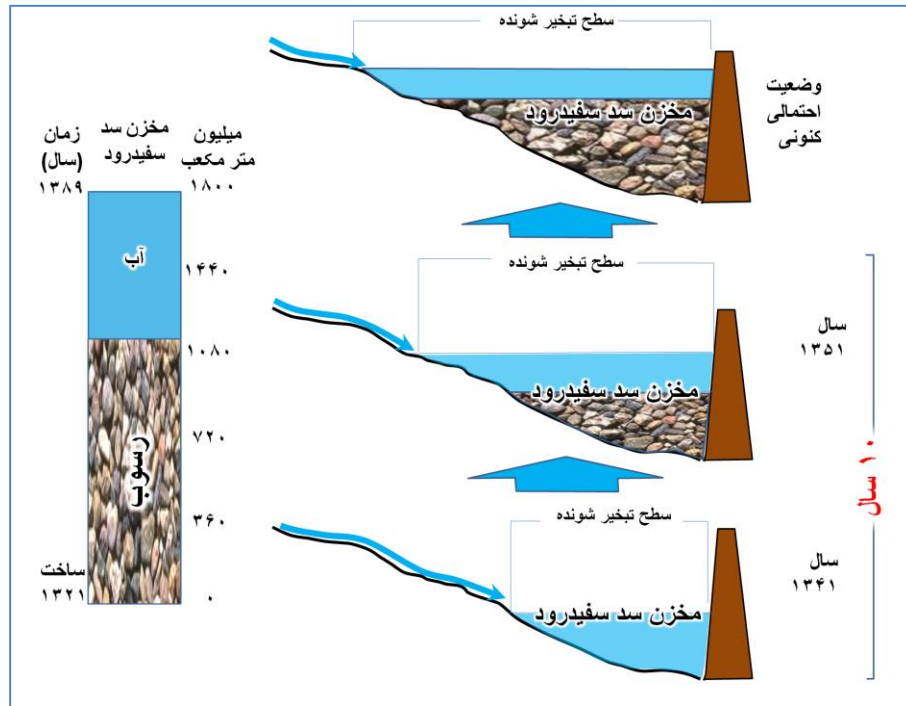 سطح تبخیر شونده
مخزن سد سفیدرود
وضعیت
احتمالی
کنونی
زمان
(سال)
۱۳۸۹
مخزن سد
سفیدرود
میلیون
متر مکعب
۱۸۰۰
آب
۱۴۴۰
۱۰۸۰
رسوب
۷۲۰
۳۶۰
۰
ساخت
۱۳۲۱
سطح تبخیر شونده
سال
۱۳۵۱
مخزن سد سفیدرود
۱۰ سال
سطح تبخیر شونده
سال
۱۳۴۱
مخزن سد سفیدرود